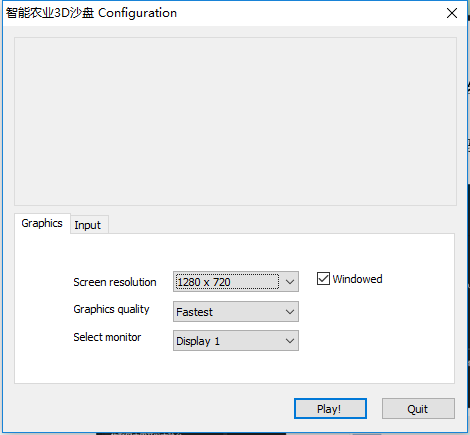 智能农业3D沙盘 Configuration
Graphics
Input
Screen resolution
1280 x 720
Windowed
Graphics quality
Fastest
Select monitor
Display 1
Play!
Quit